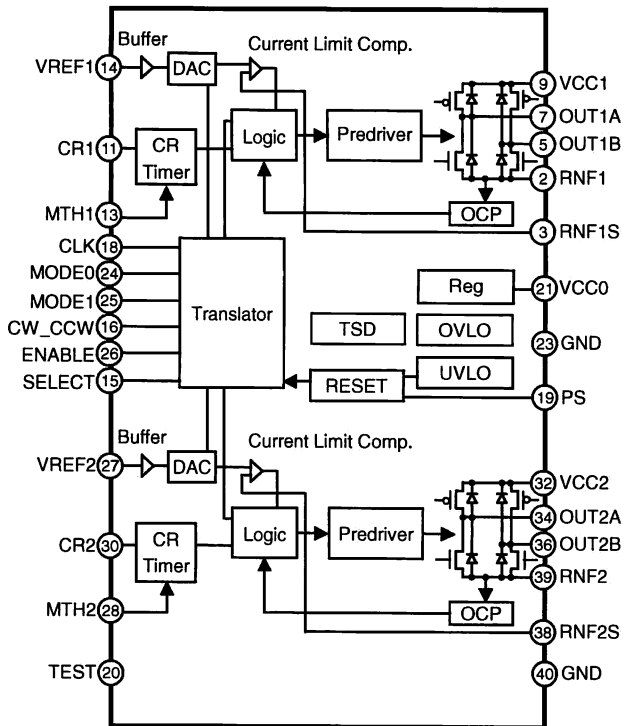 Buffer
Current Limit Comp.
VREF1 14
DAC
9 VCC1
7 OUT1A
CR1 11
CR
Timer
Logic
Predriver
5 OUT1B
2 RNF1
MTH1 13
OCP
3 RNF1S
CLK 18
MODE0 24
MODE1 25
CW_CCW 16
ENABLE 26
SELECT 15
Translator
Reg
21 VCC0
TSD
OVLO
23 GND
UVLO
RESET
19 PS
Buffer
Current Limit Comp.
VREF2 27
DAC
32 VCC2
34 OUT2A
CR2 30
CR
Timer
Logic
Predriver
36 OUT2B
39 RNF2
MTH2 28
OCP
38 RNF2S
TEST 20
40 GND